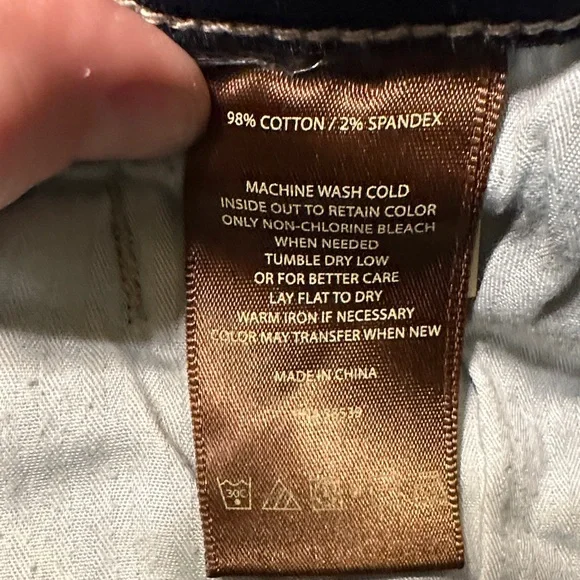 98% COTTON / 2% SPANDEX
MACHINE WASH COLD
INSIDE OUT TO RETAIN COLOR
ONLY NON-CHLORINE BLEACH
WHEN NEEDED
TUMBLE DRY LOW
OR FOR BETTER CARE
LAY FLAT TO DRY
WARM IRON IF NECESSARY
COLOR MAY TRANSFER WHEN NEW
MADE IN CHINA
30C